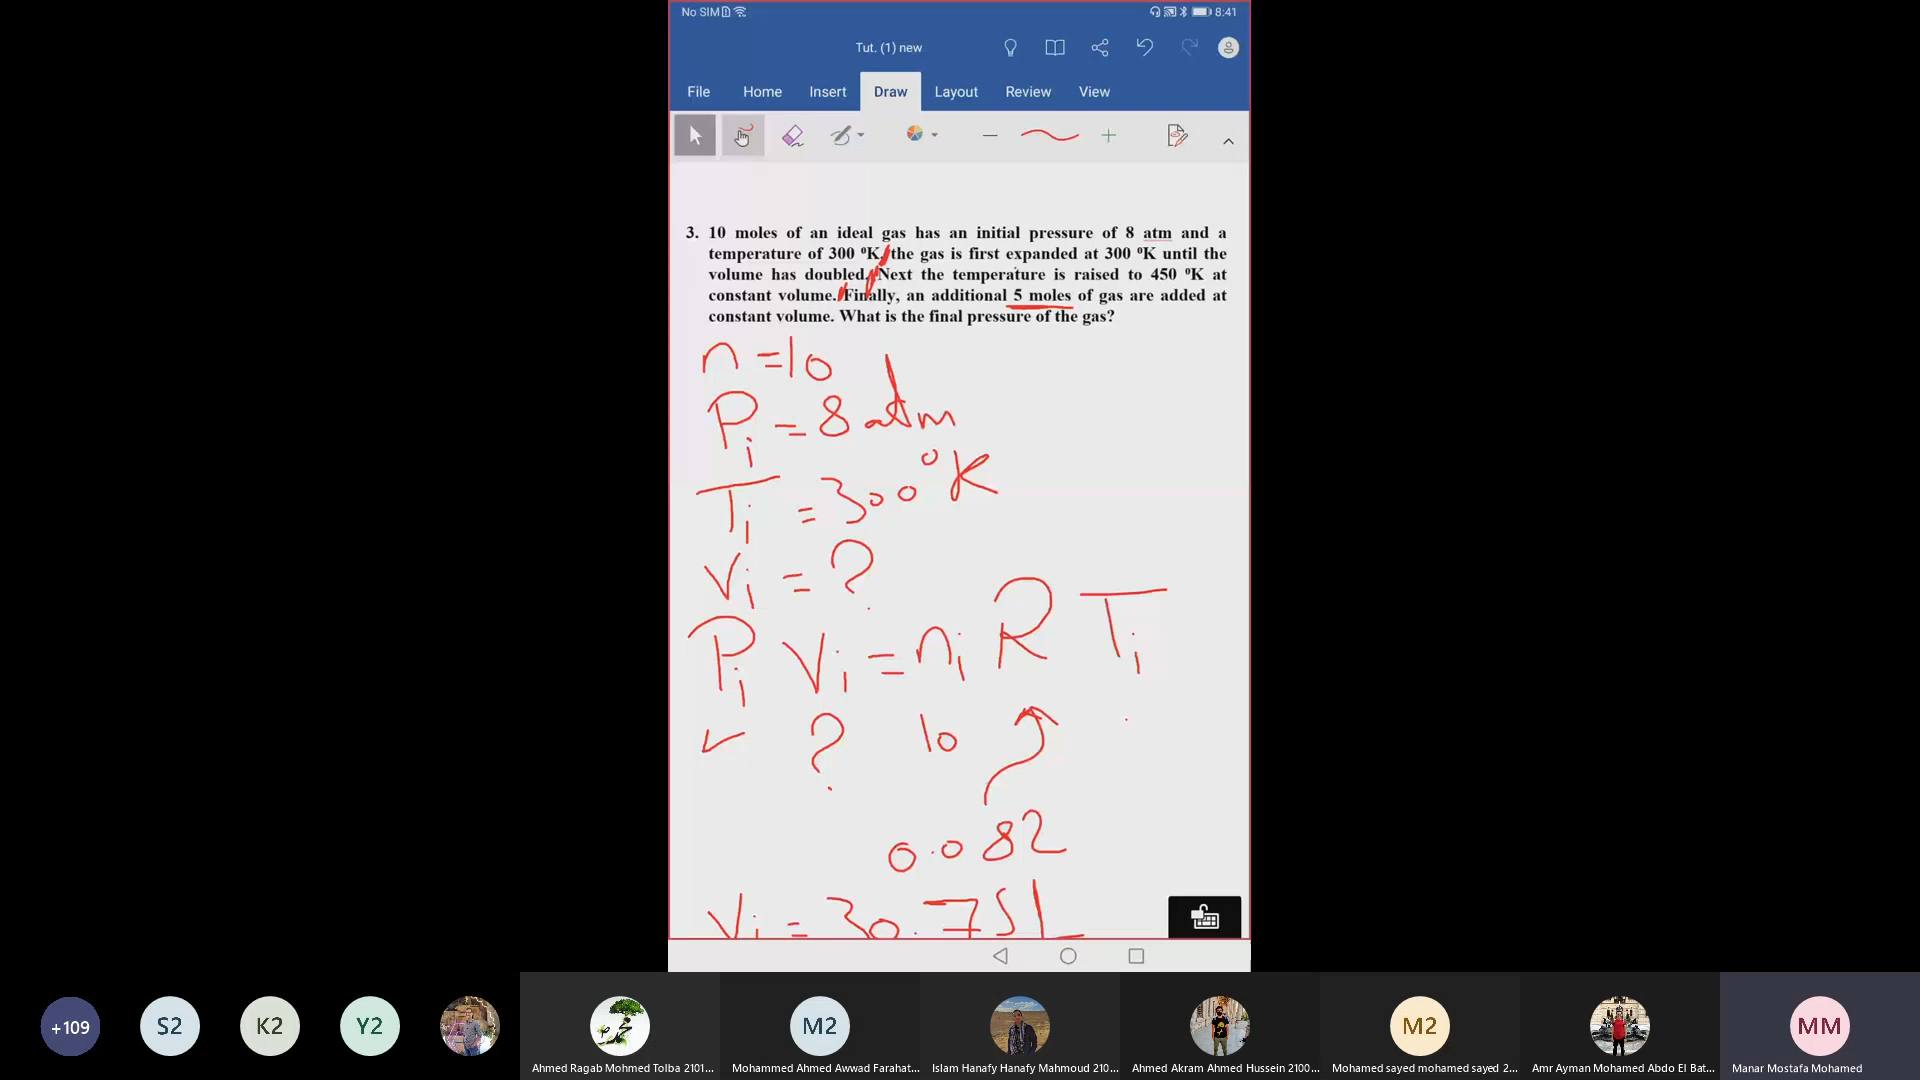 No SIM 8:41
Tut. (1) new
File Home Insert Draw Layout Review View
3. 10 moles of an ideal gas has an initial pressure of 8 atm and a
temperature of 300 ⁰K, the gas is first expanded at 300 ⁰K until the
volume has doubled. Next the temperature is raised to 450 ⁰K at
constant volume. Finally, an additional 5 moles of gas are added at
constant volume. What is the final pressure of the gas?
n = 10
Pi = 8 atm
Ti = 300 °K
Vi = ?
Pi Vi = ni R Ti
✓ ? 10
0.082
Vi = 30.75L
+109 S2 K2 Y2 M2 M2 MM
Ahmed Ragab Mohmed Tolba 2101... Mohammed Ahmed Awwad Farahat... Islam Hanafy Hanafy Mahmoud 210... Ahmed Akram Ahmed Hussein 2100... Mohamed sayed mohamed sayed 2... Amr Ayman Mohamed Abdo El Bat... Manar Mostafa Mohamed